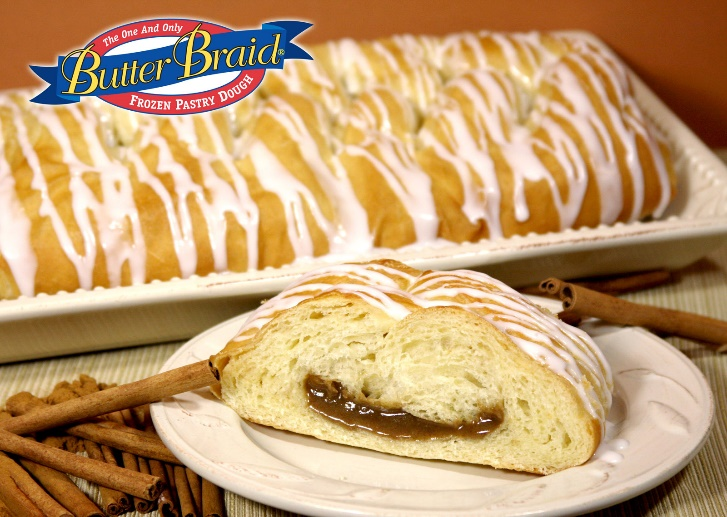 The One And Only
Butter Braid®
FROZEN PASTRY DOUGH